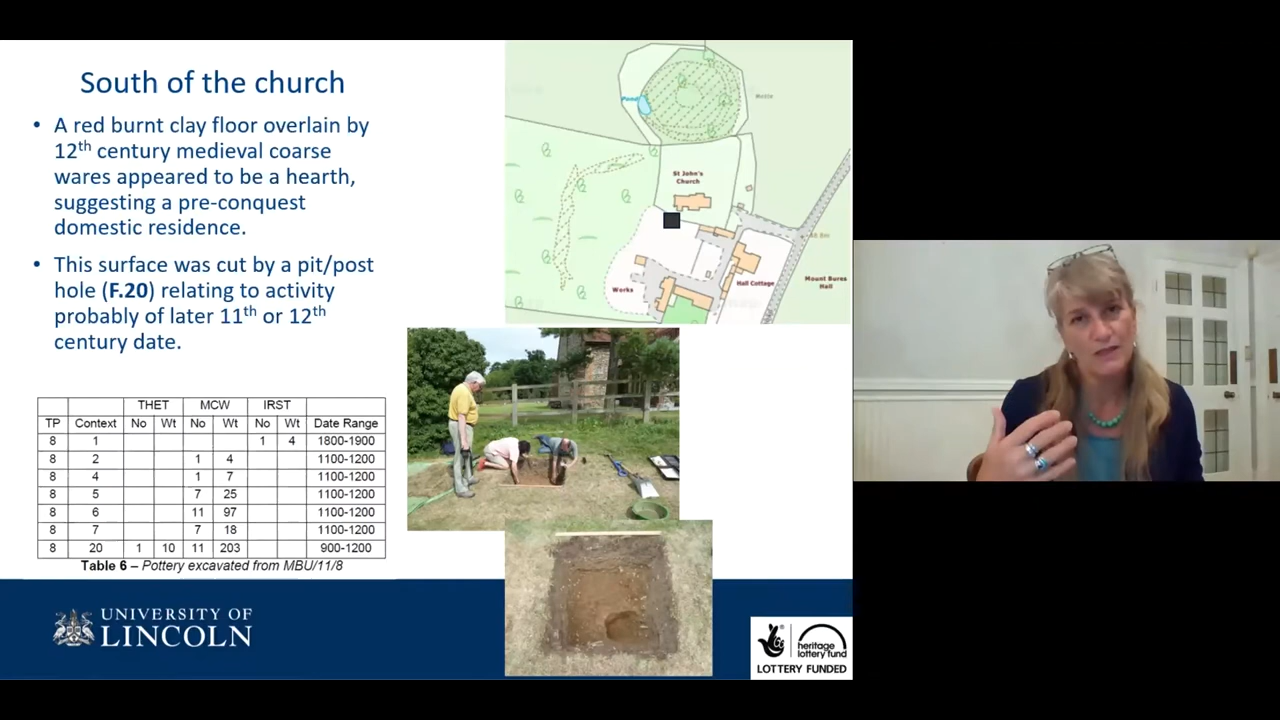 South of the church
• A red burnt clay floor overlain by
12th century medieval coarse
wares appeared to be a hearth,
suggesting a pre-conquest
domestic residence.
• This surface was cut by a pit/post
hole (F.20) relating to activity
probably of later 11th or 12th
century date.
THET MCW IRST
TP Context No Wt No Wt No Wt Date Range
8 1 1 4 1800-1900
8 2 1 4 1100-1200
8 4 1 7 1100-1200
8 5 7 25 1100-1200
8 6 11 97 1100-1200
8 7 7 18 1100-1200
8 20 1 10 11 203 900-1200
Table 6 – Pottery excavated from MBU/11/8
Pond
Motte
St John's
Church
Works
Hall Cottage
Mount Bures
Hall
UNIVERSITY OF
LINCOLN
heritage
lottery fund
LOTTERY FUNDED